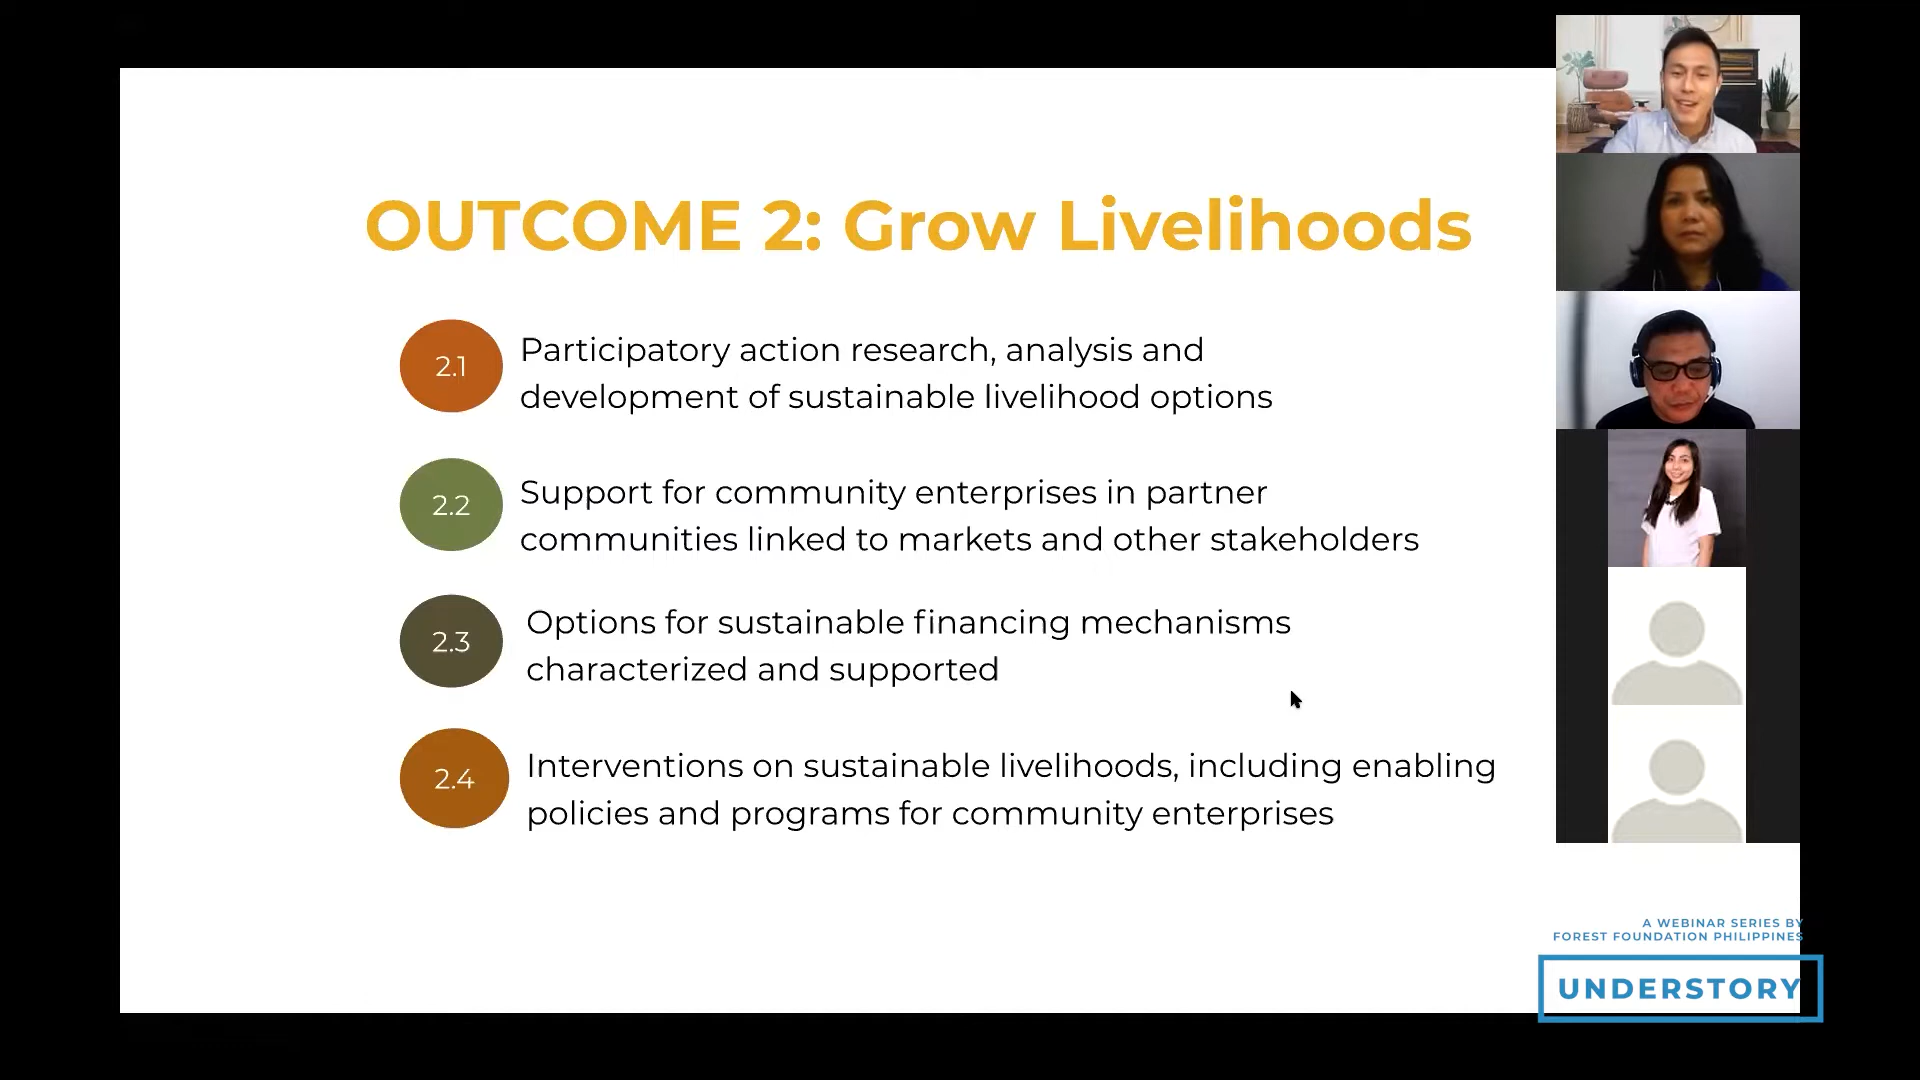 OUTCOME 2: Grow Livelihoods
2.1
Participatory action research, analysis and
development of sustainable livelihood options
2.2
Support for community enterprises in partner
communities linked to markets and other stakeholders
2.3
Options for sustainable financing mechanisms
characterized and supported
2.4
Interventions on sustainable livelihoods, including enabling
policies and programs for community enterprises
A WEBINAR SERIES BY
FOREST FOUNDATION PHILIPPINES
UNDERSTORY